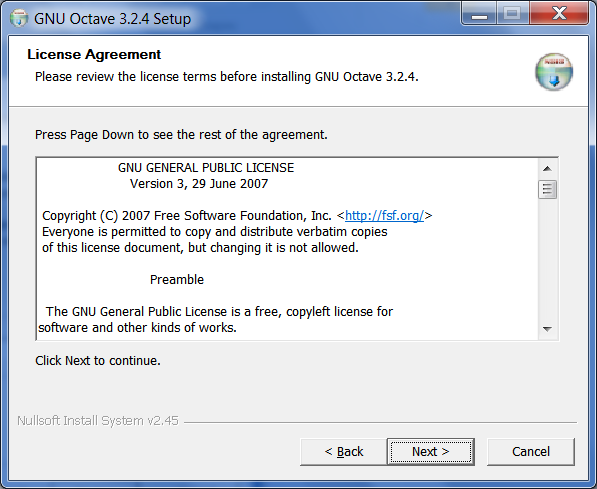 GNU Octave 3.2.4 Setup
License Agreement
Please review the license terms before installing GNU Octave 3.2.4.
Press Page Down to see the rest of the agreement.
GNU GENERAL PUBLIC LICENSE
Version 3, 29 June 2007
Copyright (C) 2007 Free Software Foundation, Inc. <http://fsf.org/>
Everyone is permitted to copy and distribute verbatim copies
of this license document, but changing it is not allowed.
Preamble
The GNU General Public License is a free, copyleft license for
software and other kinds of works.
Click Next to continue.
Nullsoft Install System v2.45
< Back Next > Cancel